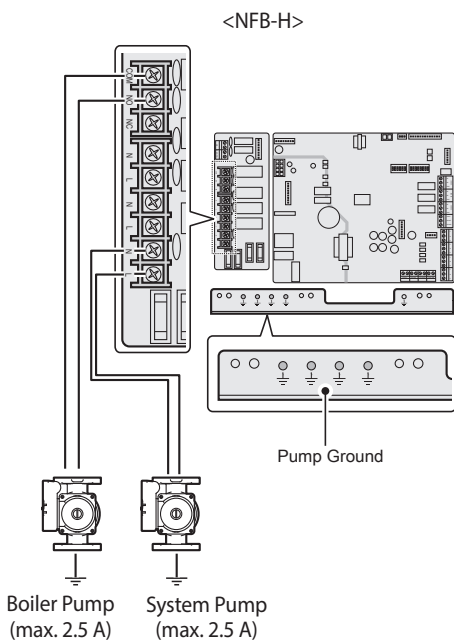 <NFB-H>
COM
NO
NC
N
L
N
L
N
L
Pump Ground
Boiler Pump
(max. 2.5 A)
System Pump
(max. 2.5 A)